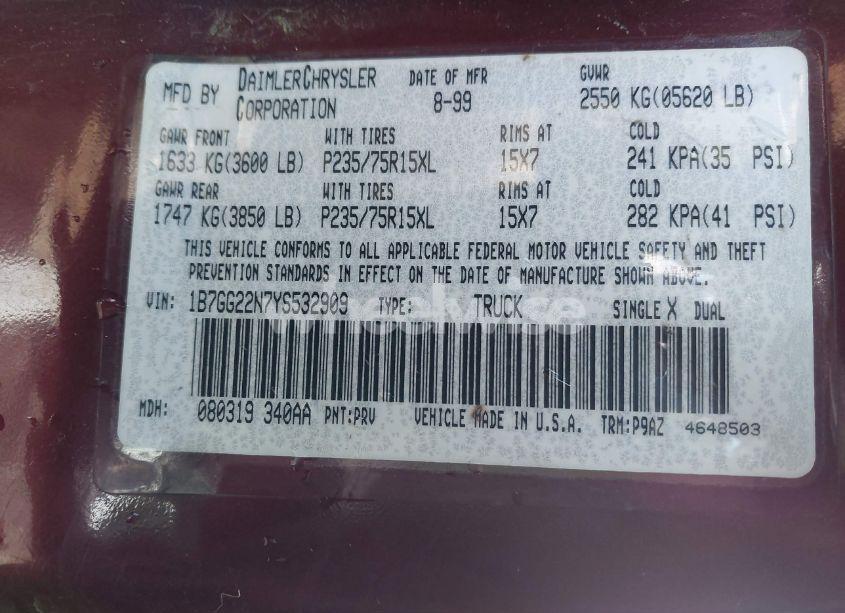 MFD BY DAIMLERCHRYSLER CORPORATION DATE OF MFR 8-99 GVWR 2550 KG(05620 LB)
GAWR FRONT WITH TIRES RIMS AT COLD
1633 KG(3600 LB) P235/75R15XL 15X7 241 KPA(35 PSI)
GAWR REAR WITH TIRES RIMS AT COLD
1747 KG(3850 LB) P235/75R15XL 15X7 282 KPA(41 PSI)
THIS VEHICLE CONFORMS TO ALL APPLICABLE FEDERAL MOTOR VEHICLE SAFETY AND THEFT
PREVENTION STANDARDS IN EFFECT ON THE DATE OF MANUFACTURE SHOWN ABOVE.
VIN: 1B7GG22N7YS532909 TYPE: TRUCK SINGLE X DUAL
wheelwise
MDH: 080319 340AA PNT:PRV VEHICLE MADE IN U.S.A. TRM:P9AZ 4648503